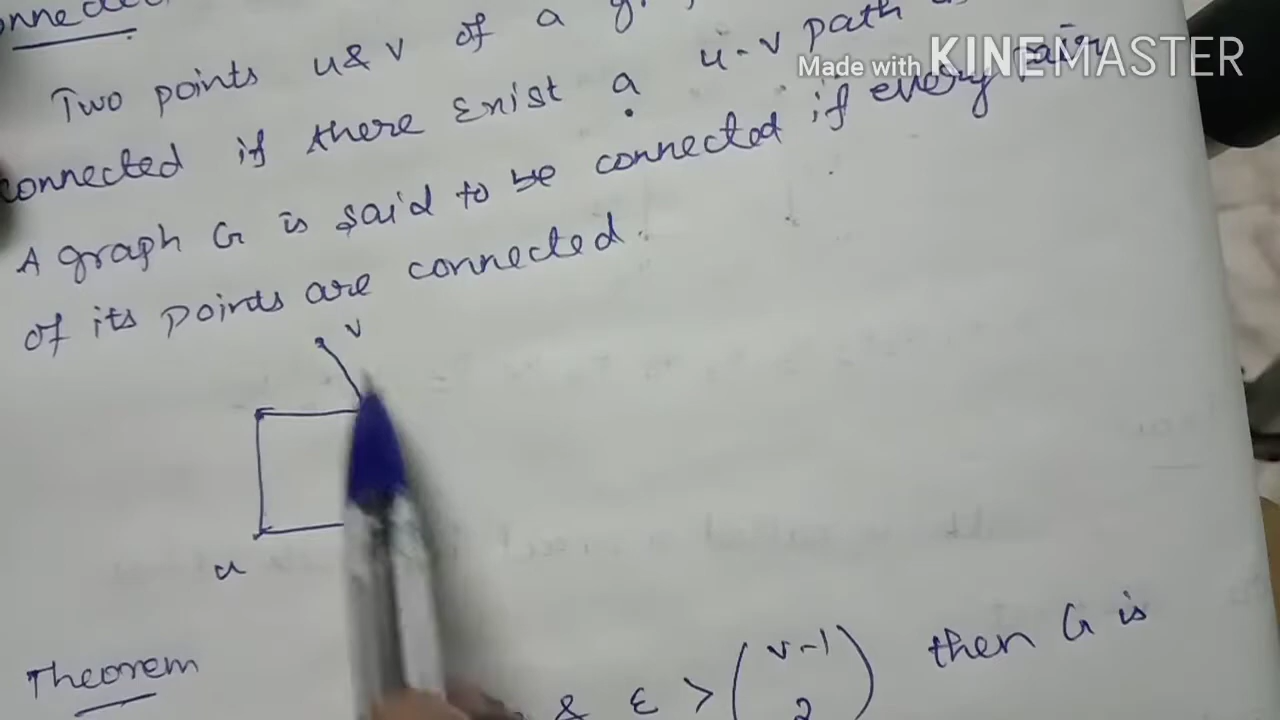 Two points u & v of a
connected if there Exist a u-v path
A graph G is said to be connected if every pair
of its points are connected.
v
u
Theorem
& ε > (v-1 2) then G is
Made with KINEMASTER